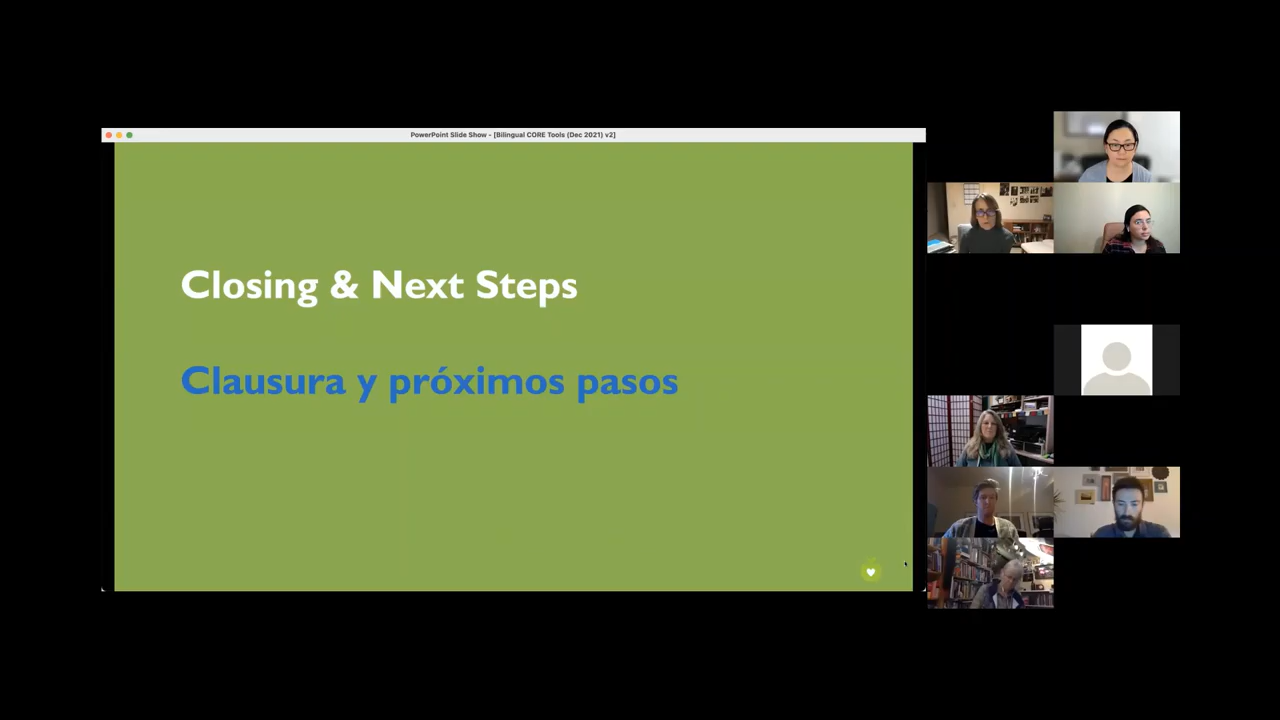 PowerPoint Slide Show - [Bilingual CORE Tools (Dec 2021) v2]
Closing & Next Steps
Clausura y próximos pasos